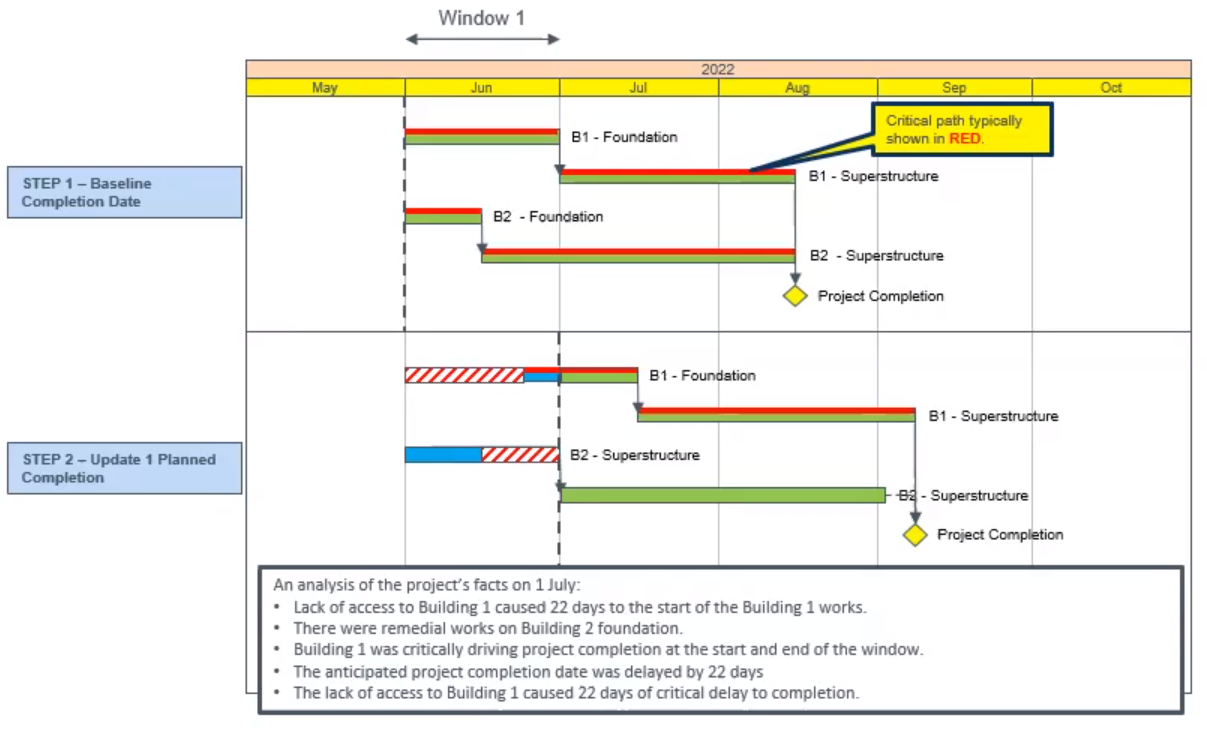 Window 1
2022
May Jun Jul Aug Sep Oct
Critical path typically
shown in RED.
B1 - Foundation
STEP 1 – Baseline
Completion Date
B1 - Superstructure
B2 - Foundation
B2 - Superstructure
Project Completion
B1 - Foundation
B1 - Superstructure
STEP 2 – Update 1 Planned
Completion
B2 - Superstructure
B2 - Superstructure
Project Completion
An analysis of the project's facts on 1 July:
• Lack of access to Building 1 caused 22 days to the start of the Building 1 works.
• There were remedial works on Building 2 foundation.
• Building 1 was critically driving project completion at the start and end of the window.
• The anticipated project completion date was delayed by 22 days
• The lack of access to Building 1 caused 22 days of critical delay to completion.